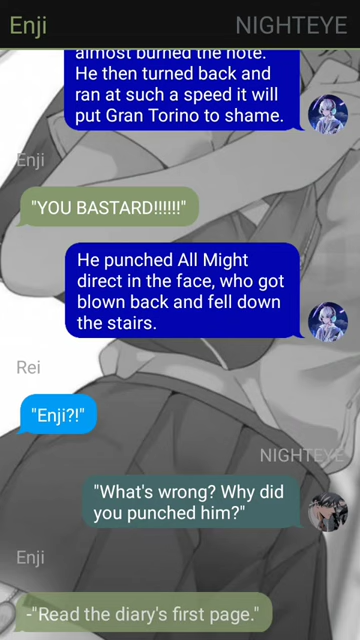 Enji
NIGHTEYE
almost burned the note.
He then turned back and
ran at such a speed it will
put Gran Torino to shame.
Enji
"YOU BASTARD!!!!!!"
He punched All Might
direct in the face, who got
blown back and fell down
the stairs.
Rei
"Enji?!"
NIGHTEYE
"What's wrong? Why did
you punched him?"
Enji
-"Read the diary's first page."